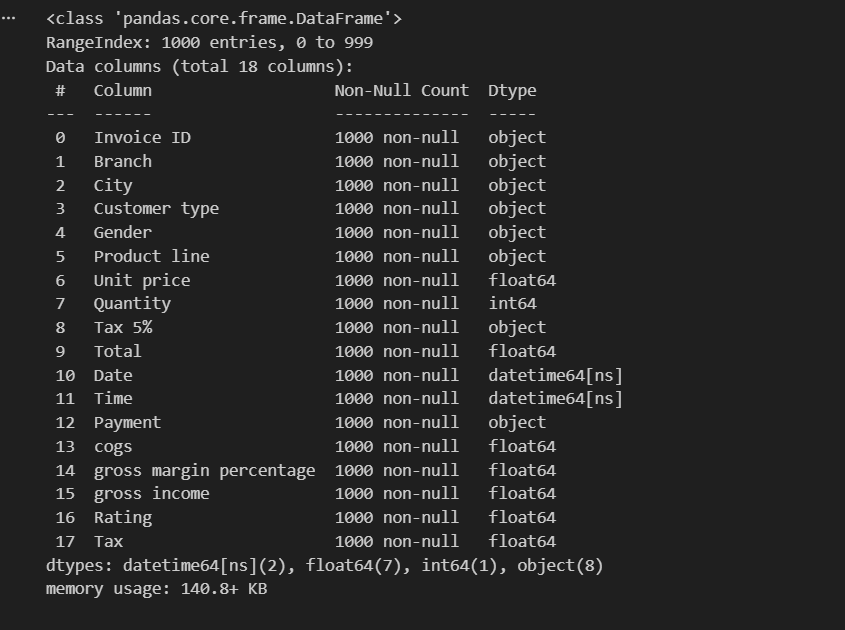 ...
<class 'pandas.core.frame.DataFrame'>
RangeIndex: 1000 entries, 0 to 999
Data columns (total 18 columns):
 #   Column                   Non-Null Count  Dtype
---  ------                   --------------  -----
 0   Invoice ID               1000 non-null   object
 1   Branch                   1000 non-null   object
 2   City                     1000 non-null   object
 3   Customer type            1000 non-null   object
 4   Gender                   1000 non-null   object
 5   Product line             1000 non-null   object
 6   Unit price               1000 non-null   float64
 7   Quantity                 1000 non-null   int64
 8   Tax 5%                   1000 non-null   object
 9   Total                    1000 non-null   float64
 10  Date                     1000 non-null   datetime64[ns]
 11  Time                     1000 non-null   datetime64[ns]
 12  Payment                  1000 non-null   object
 13  cogs                     1000 non-null   float64
 14  gross margin percentage  1000 non-null   float64
 15  gross income             1000 non-null   float64
 16  Rating                   1000 non-null   float64
 17  Tax                      1000 non-null   float64
dtypes: datetime64[ns](2), float64(7), int64(1), object(8)
memory usage: 140.8+ KB